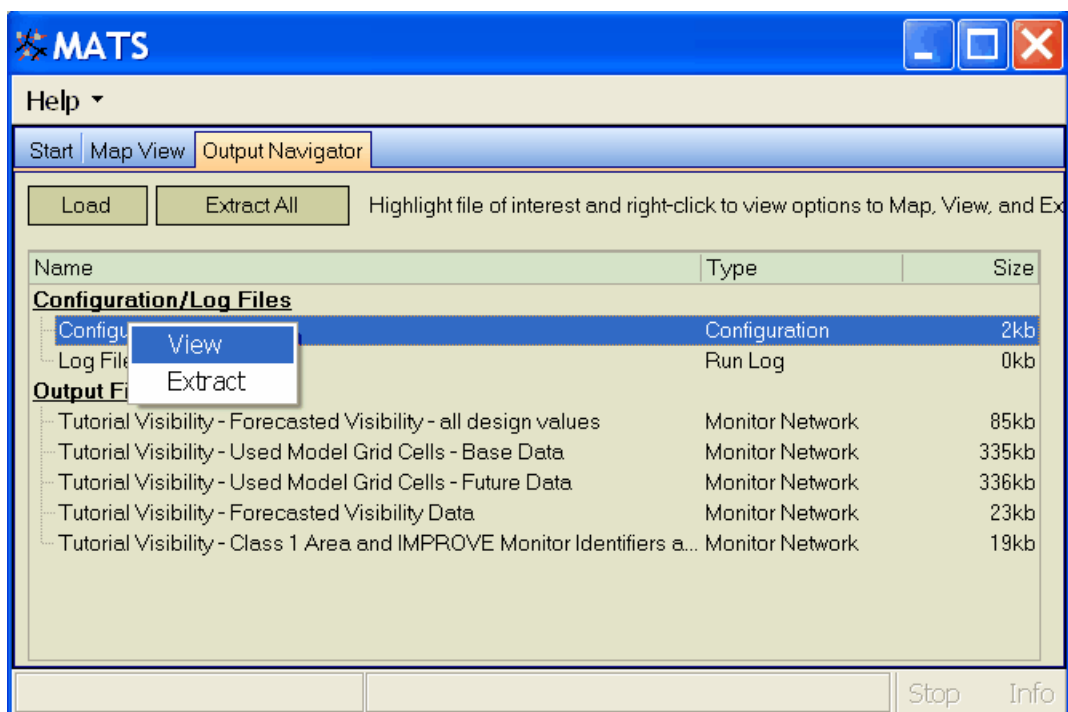 MATS
Help
Start Map View Output Navigator
Load Extract All Highlight file of interest and right-click to view options to Map, View, and Ex
Name Type Size
Configuration/Log Files
Configu Configuration 2kb
View
Log File Run Log 0kb
Extract
Output Fi
Tutorial Visibility - Forecasted Visibility - all design values Monitor Network 85kb
Tutorial Visibility - Used Model Grid Cells - Base Data Monitor Network 335kb
Tutorial Visibility - Used Model Grid Cells - Future Data Monitor Network 336kb
Tutorial Visibility - Forecasted Visibility Data Monitor Network 23kb
Tutorial Visibility - Class 1 Area and IMPROVE Monitor Identifiers a... Monitor Network 19kb
Stop Info